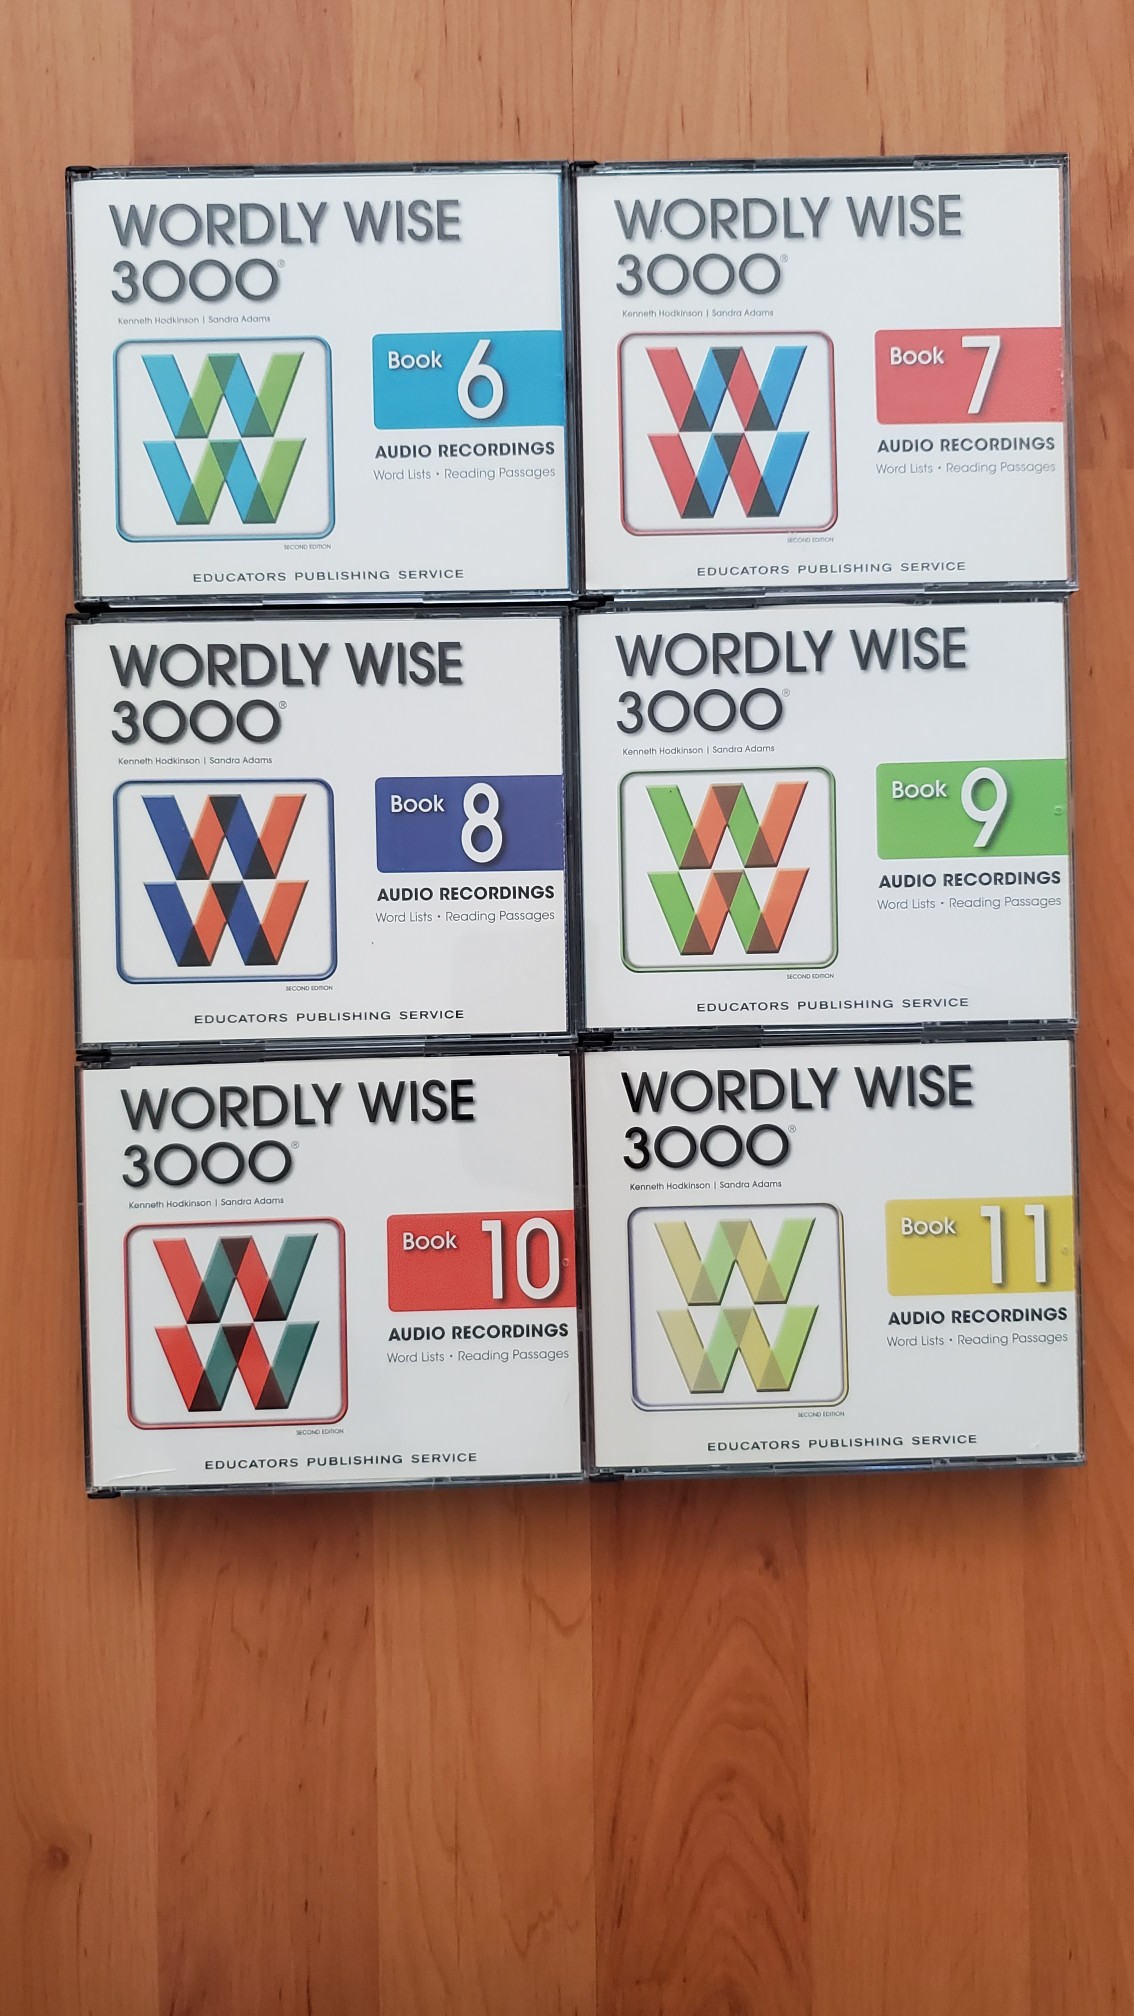 WORDLY WISE
3000®
Kenneth Hodkinson | Sandra Adams
Book 6
AUDIO RECORDINGS
Word Lists • Reading Passages
SECOND EDITION
EDUCATORS PUBLISHING SERVICE
WORDLY WISE
3000®
Kenneth Hodkinson | Sandra Adams
Book 7
AUDIO RECORDINGS
Word Lists • Reading Passages
SECOND EDITION
EDUCATORS PUBLISHING SERVICE
WORDLY WISE
3000®
Kenneth Hodkinson | Sandra Adams
Book 8
AUDIO RECORDINGS
Word Lists • Reading Passages
SECOND EDITION
EDUCATORS PUBLISHING SERVICE
WORDLY WISE
3000®
Kenneth Hodkinson | Sandra Adams
Book 9
AUDIO RECORDINGS
Word Lists • Reading Passages
SECOND EDITION
EDUCATORS PUBLISHING SERVICE
WORDLY WISE
3000®
Kenneth Hodkinson | Sandra Adams
Book 10
AUDIO RECORDINGS
Word Lists • Reading Passages
SECOND EDITION
EDUCATORS PUBLISHING SERVICE
WORDLY WISE
3000®
Kenneth Hodkinson | Sandra Adams
Book 11
AUDIO RECORDINGS
Word Lists • Reading Passages
SECOND EDITION
EDUCATORS PUBLISHING SERVICE